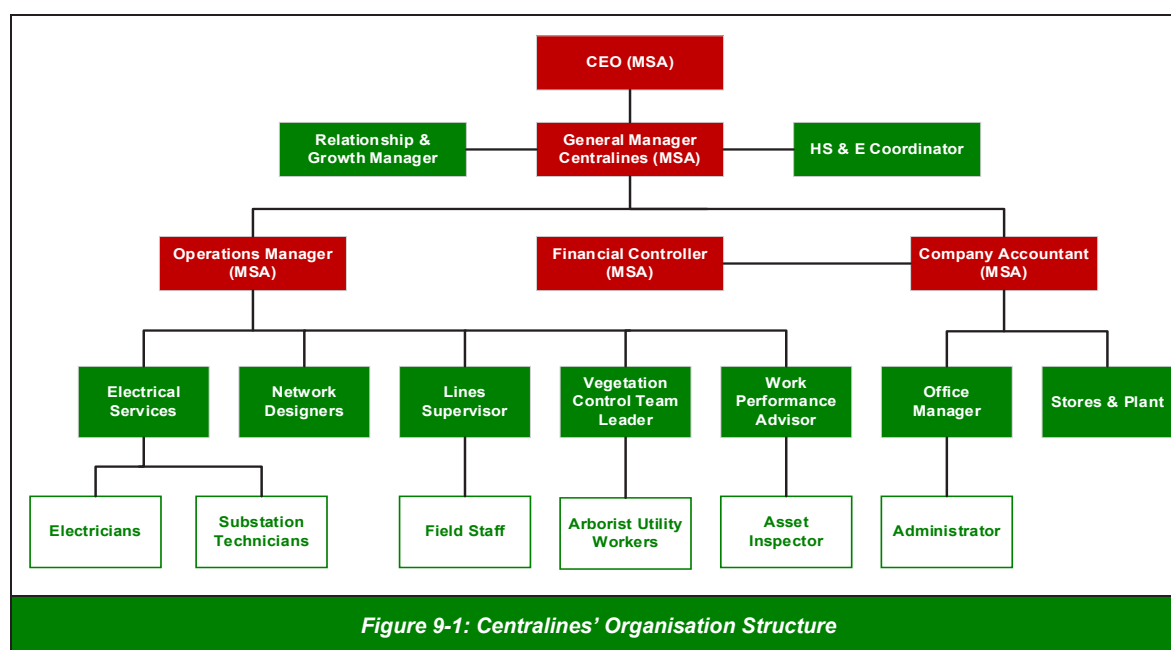 CEO (MSA)
Relationship &
Growth Manager
General Manager
Centralines (MSA)
HS & E Coordinator
Operations Manager
(MSA)
Financial Controller
(MSA)
Company Accountant
(MSA)
Electrical
Services
Network
Designers
Lines
Supervisor
Vegetation
Control Team
Leader
Work
Performance
Advisor
Office
Manager
Stores & Plant
Electricians
Substation
Technicians
Field Staff
Arborist Utility
Workers
Asset
Inspector
Administrator
Figure 9-1: Centralines’ Organisation Structure